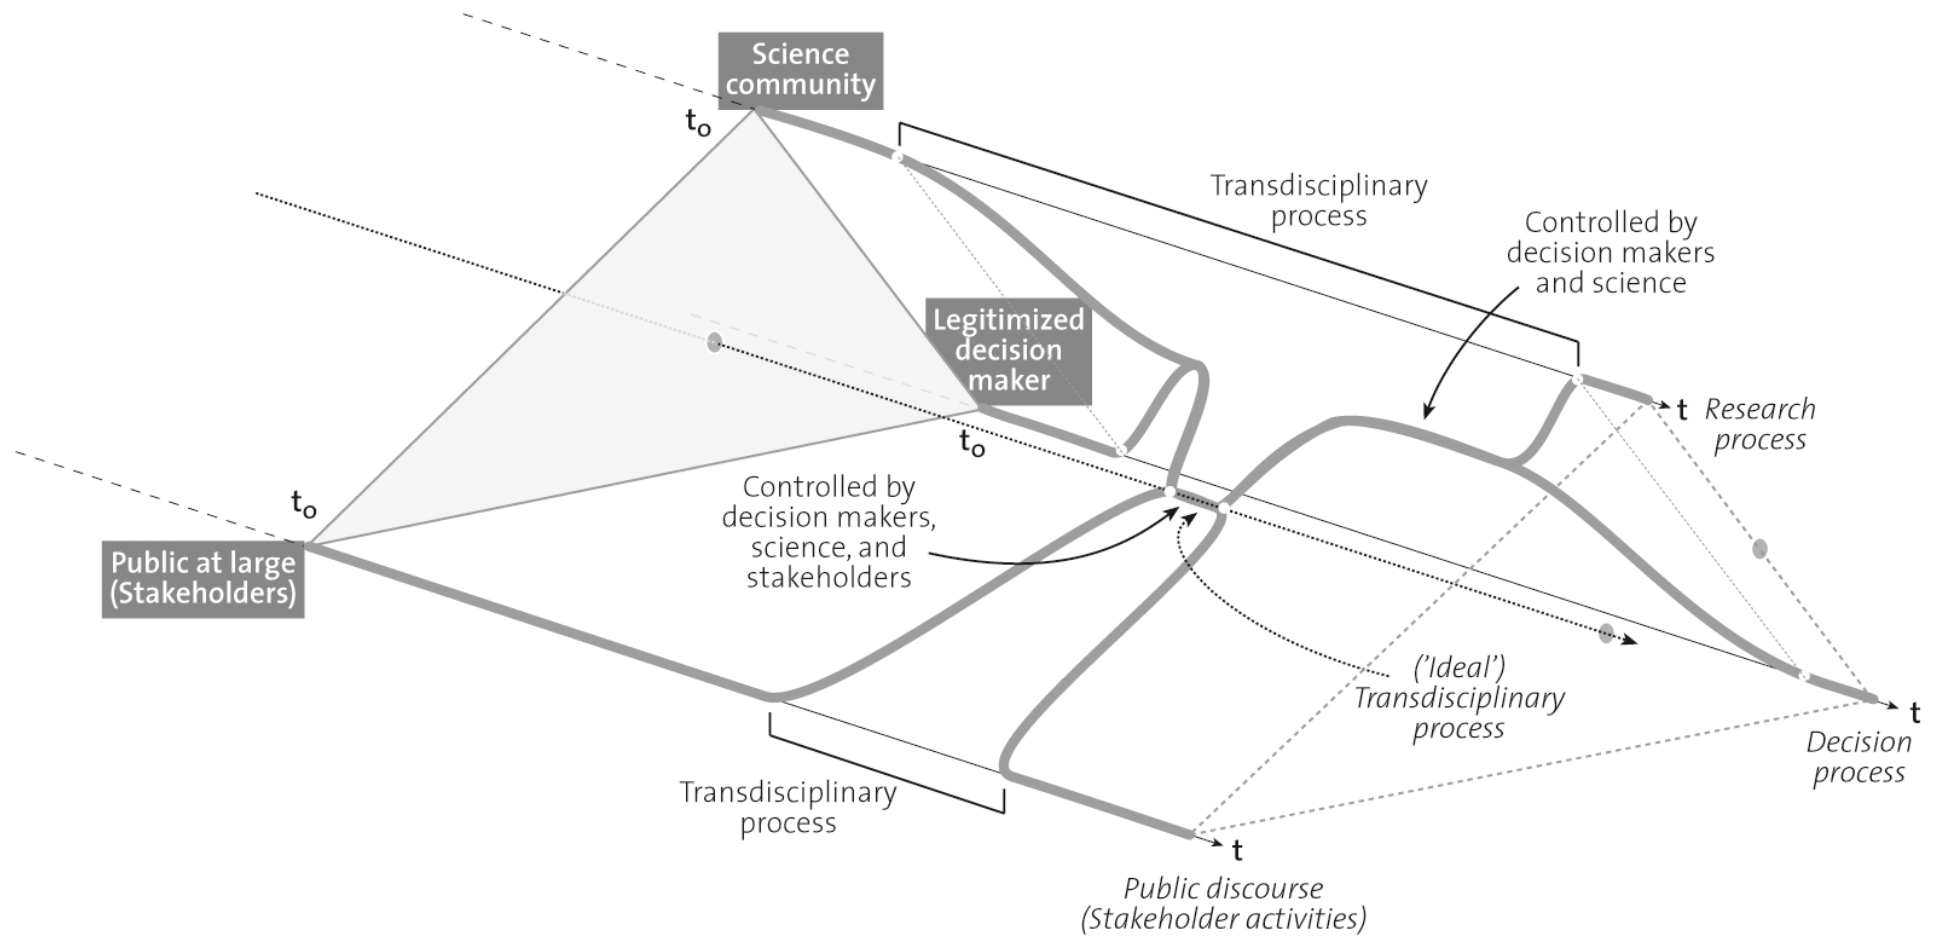 Science
community
t₀
Transdisciplinary
process
Controlled by
decision makers
and science
Legitimized
decision
maker
t₀
t
Research
process
Controlled by
decision makers,
science, and
stakeholders
t₀
Public at large
(Stakeholders)
('Ideal')
Transdisciplinary
process
t
Decision
process
Transdisciplinary
process
t
Public discourse
(Stakeholder activities)